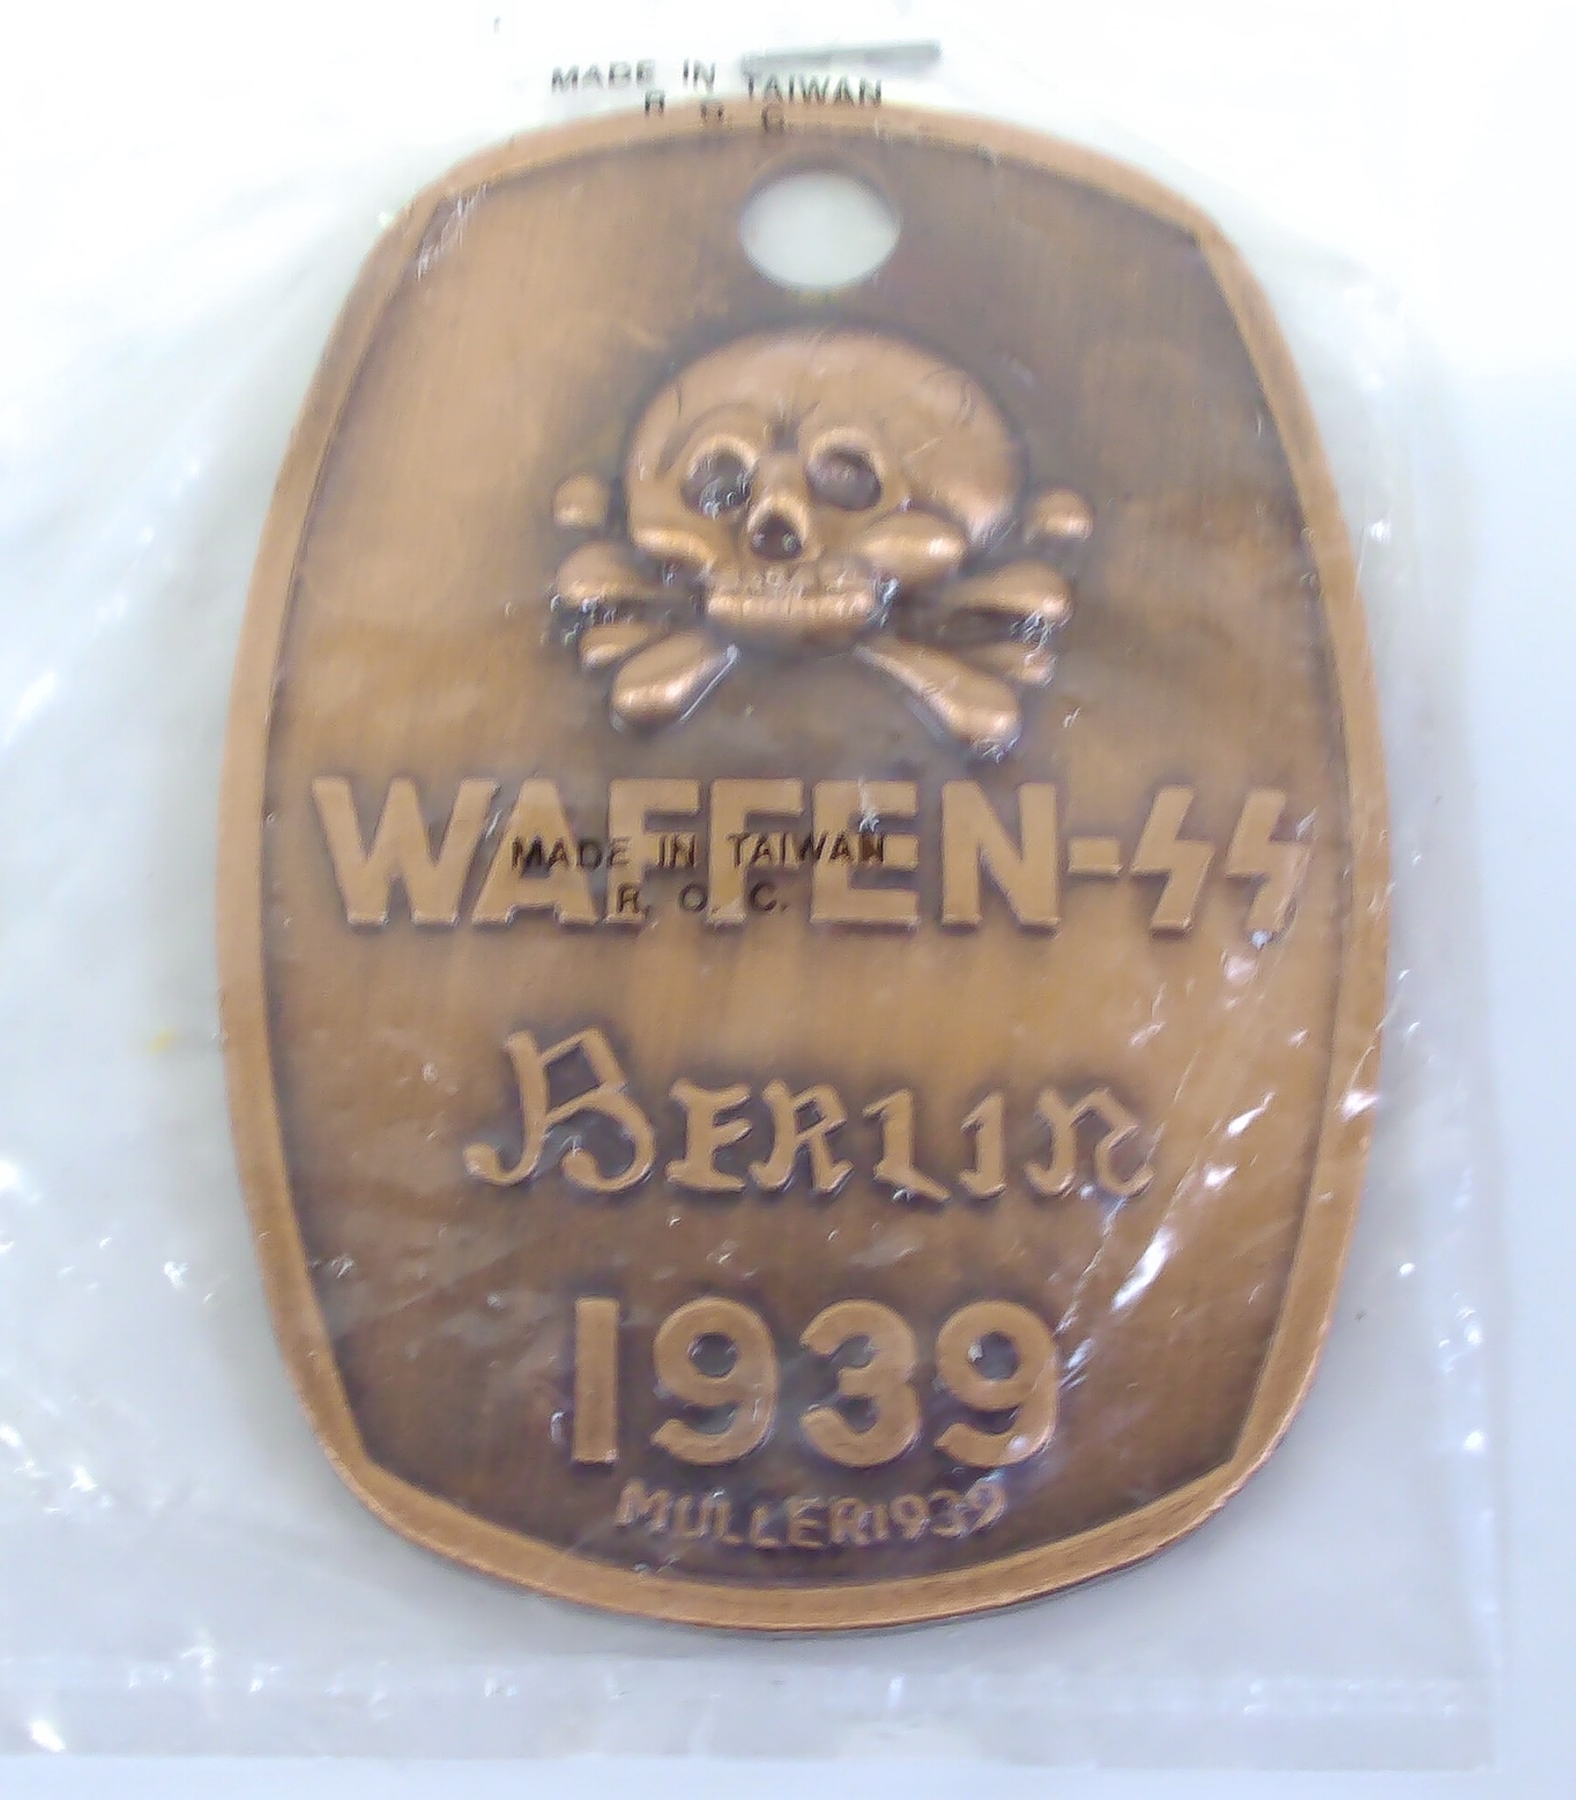 MADE IN TAIWAN
R. O. C.
WAFFEN-SS
MADE IN TAIWAN
R. O. C.
BERLIN
1939
MULLER1939